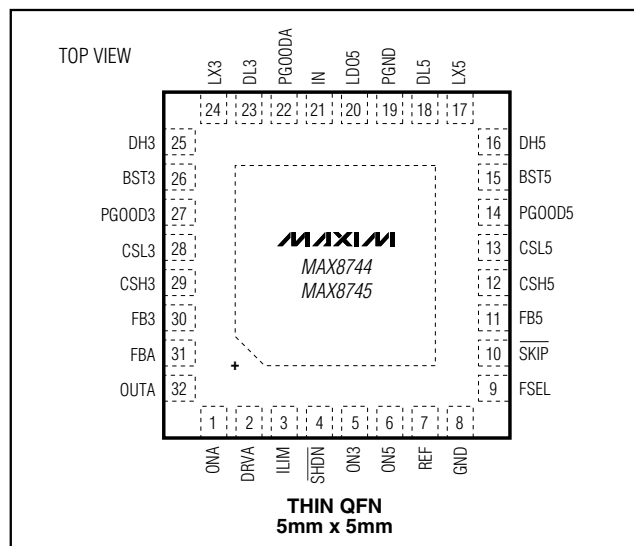 TOP VIEW
LX3
DL3
PGOODA
IN
LDO5
PGND
DL5
LX5
24
23
22
21
20
19
18
17
DH3 25
BST3 26
PGOOD3 27
CSL3 28
CSH3 29
FB3 30
FBA 31
OUTA 32
MAXIM
MAX8744
MAX8745
+
16 DH5
15 BST5
14 PGOOD5
13 CSL5
12 CSH5
11 FB5
10 SKIP
9 FSEL
1
2
3
4
5
6
7
8
ONA
DRVA
ILIM
SHDN
ON3
ON5
REF
GND
THIN QFN
5mm x 5mm